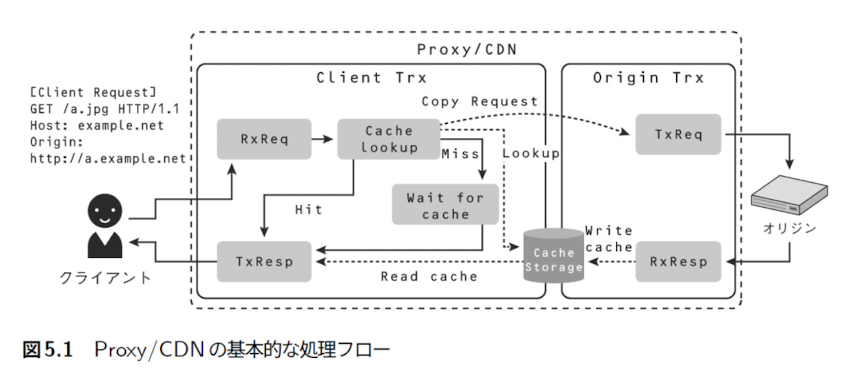 Proxy/CDN
Client Trx
Origin Trx
[Client Request]
GET /a.jpg HTTP/1.1
Host: example.net
Origin:
http://a.example.net
Copy Request
RxReq
Cache
Lookup
TxReq
Miss
Lookup
Wait for
cache
Hit
オリジン
Write
cache
クライアント
TxResp
Read cache
Cache
Storage
RxResp
図5.1 Proxy/CDNの基本的な処理フロー